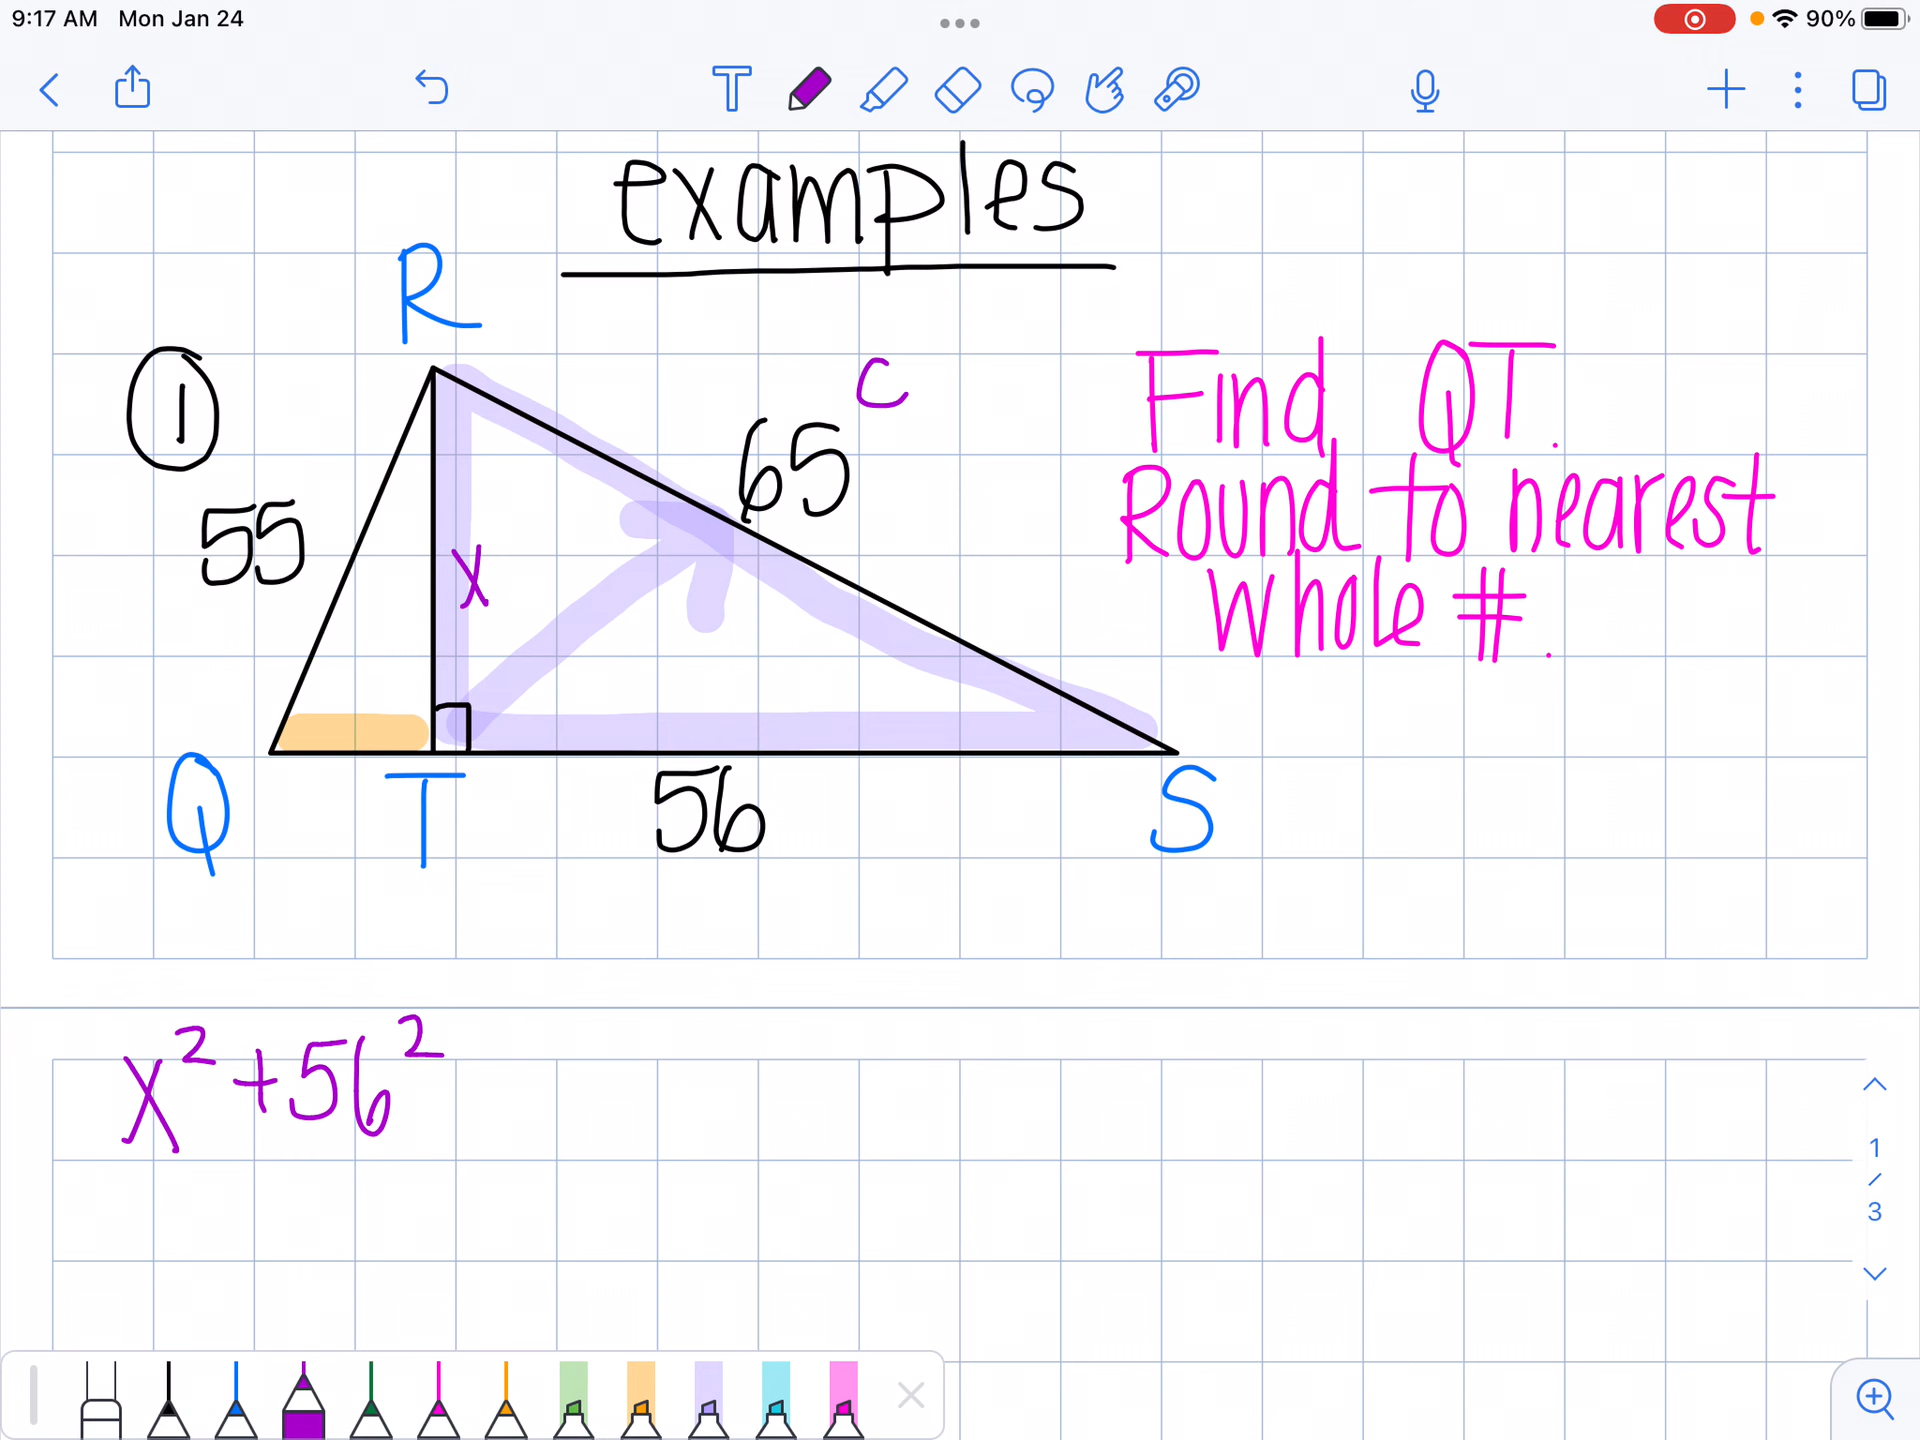 9:17 AM Mon Jan 24
90%
examples
R
1
C
65
55
x
Find QT.
Round to nearest
whole #.
Q
T
56
S
x² + 56²
1
/
3